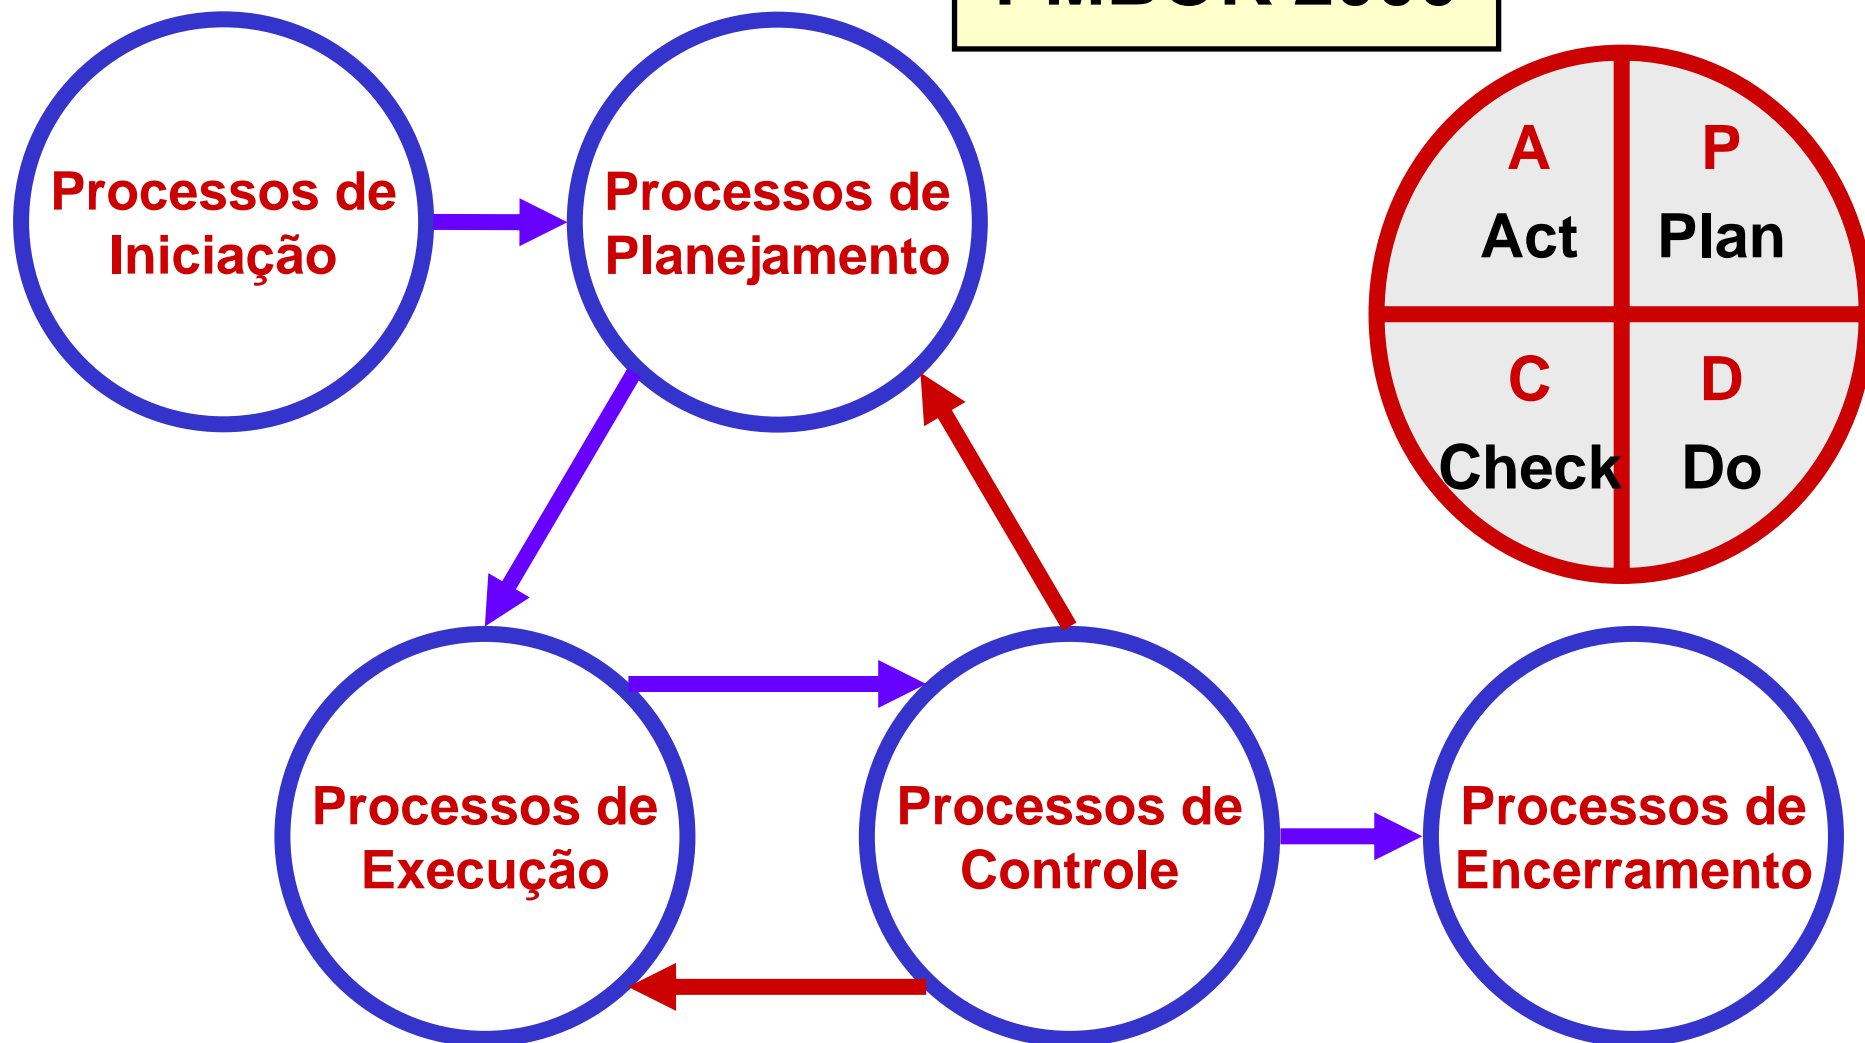 Processos de
Iniciação
Processos de
Planejamento
A
Act
P
Plan
C
Check
D
Do
Processos de
Execução
Processos de
Controle
Processos de
Encerramento